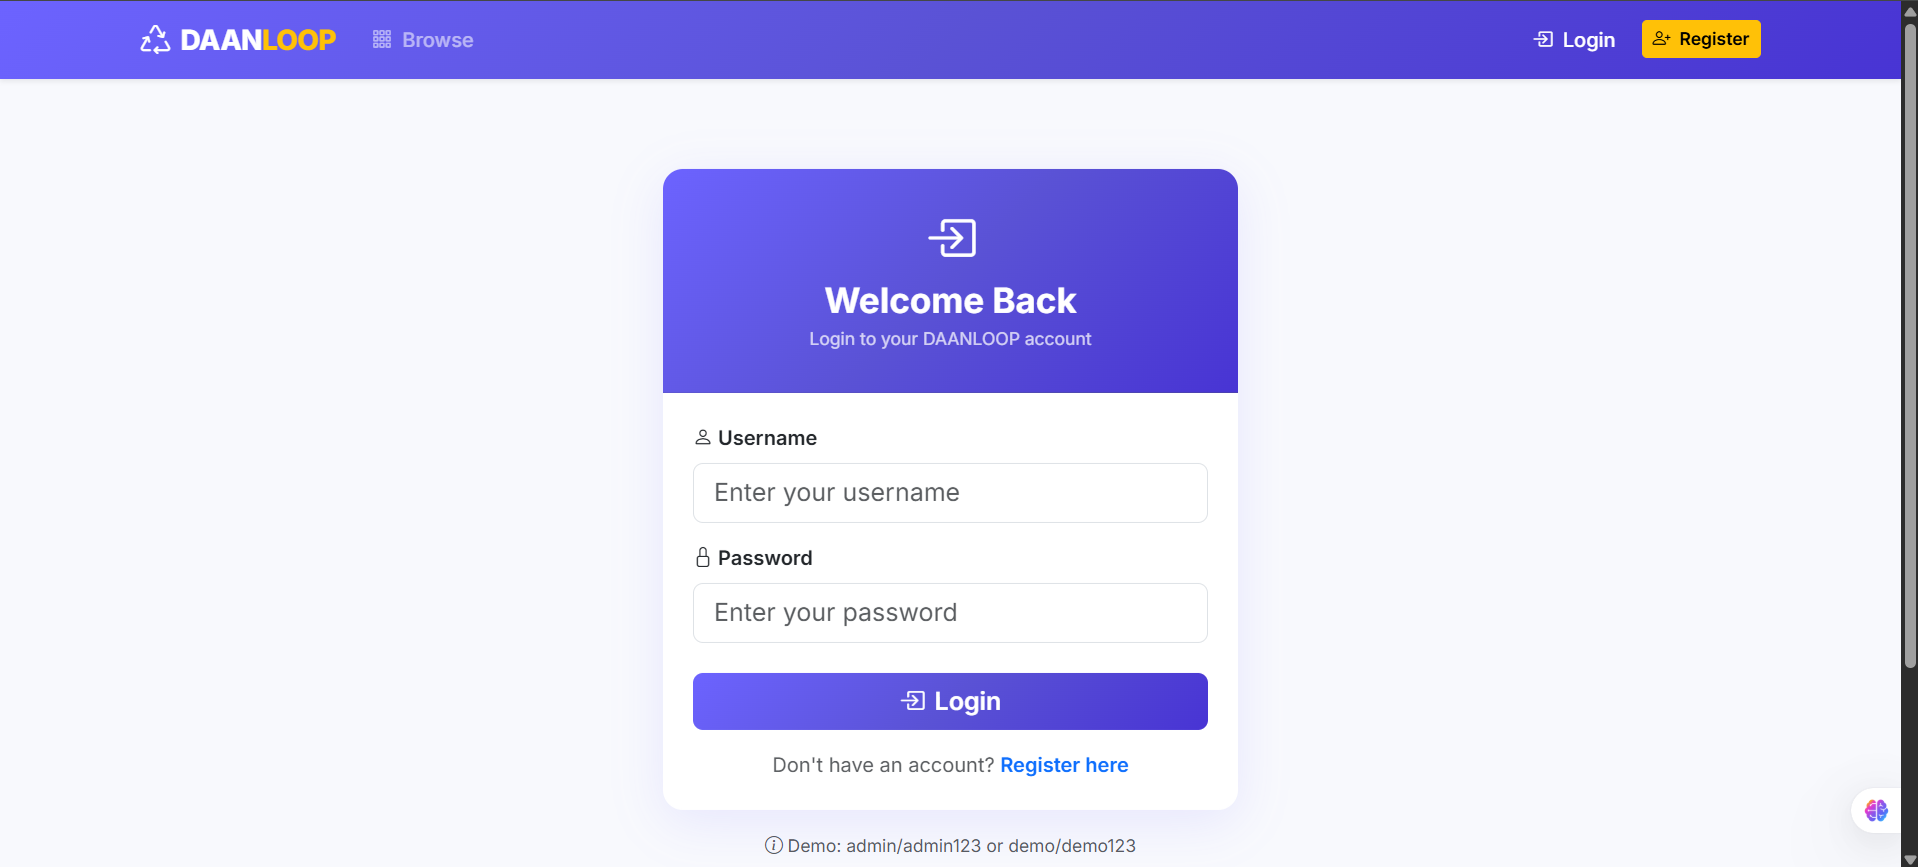 DAANLOOP
Browse
Login
Register
Welcome Back
Login to your DAANLOOP account
Username
Enter your username
Password
Enter your password
Login
Don't have an account? Register here
Demo: admin/admin123 or demo/demo123